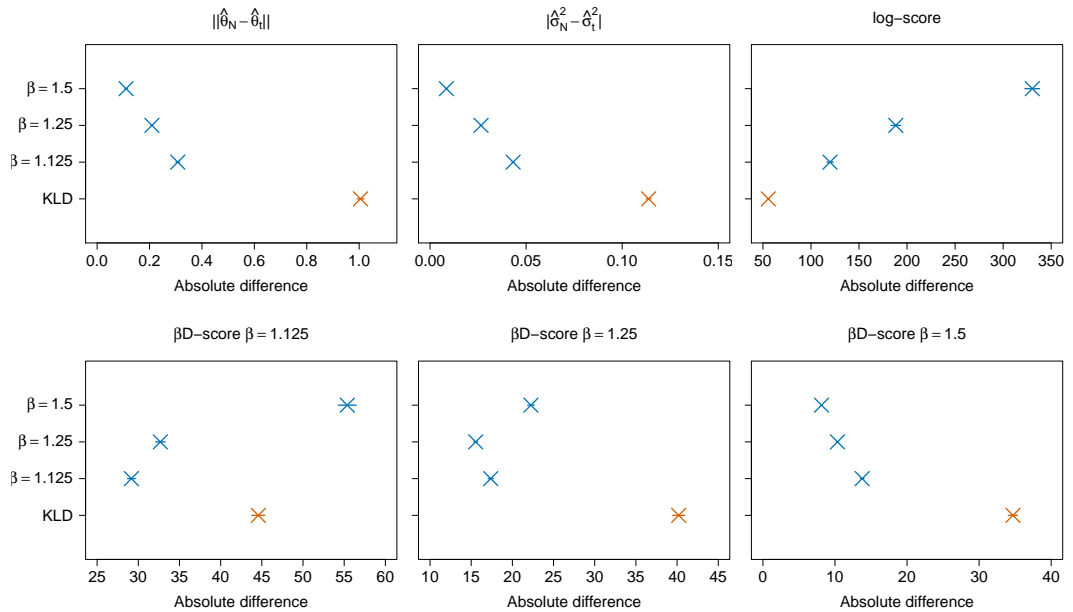 ||θ̂_N − θ̂_t||
|σ̂²_N − σ̂²_t|
log−score
β = 1.5
β = 1.25
β = 1.125
KLD
0.0 0.2 0.4 0.6 0.8 1.0
0.00 0.05 0.10 0.15
50 100 150 200 250 300 350
Absolute difference
Absolute difference
Absolute difference
βD−score β = 1.125
βD−score β = 1.25
βD−score β = 1.5
β = 1.5
β = 1.25
β = 1.125
KLD
25 30 35 40 45 50 55 60
10 15 20 25 30 35 40 45
0 10 20 30 40
Absolute difference
Absolute difference
Absolute difference